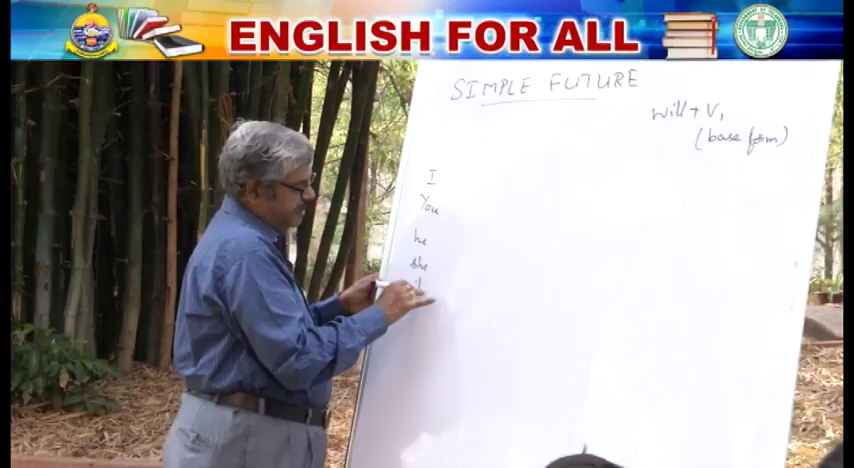 ENGLISH FOR ALL
SIMPLE FUTURE
will + V1
(base form)
I
You
he
she